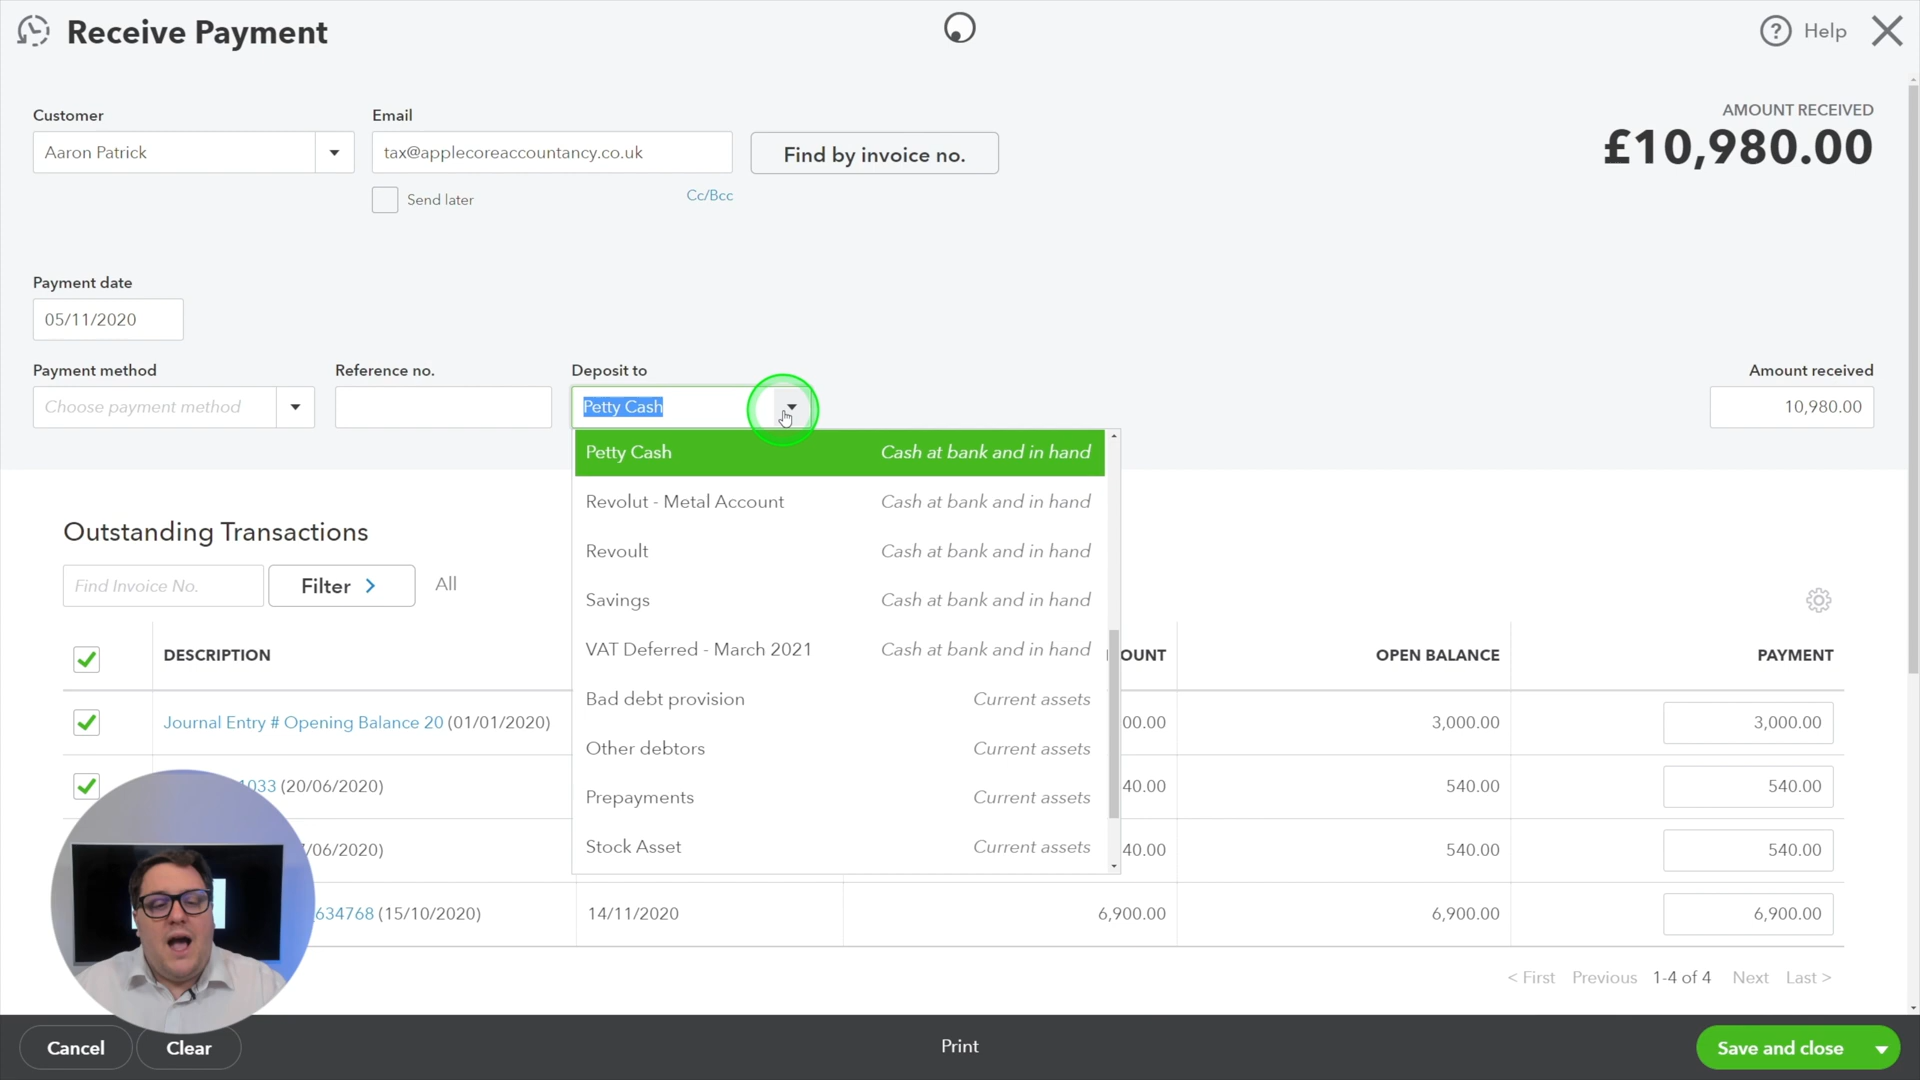 Receive Payment
? Help
Customer
Email
AMOUNT RECEIVED
£10,980.00
Aaron Patrick
tax@applecoreaccountancy.co.uk
Find by invoice no.
Send later
Cc/Bcc
Payment date
05/11/2020
Payment method
Reference no.
Deposit to
Amount received
Choose payment method
Petty Cash
10,980.00
Petty Cash Cash at bank and in hand
Revolut - Metal Account Cash at bank and in hand
Revoult Cash at bank and in hand
Savings Cash at bank and in hand
VAT Deferred - March 2021 Cash at bank and in hand
Bad debt provision Current assets
Other debtors Current assets
Prepayments Current assets
Stock Asset Current assets
Outstanding Transactions
Find Invoice No.
Filter >
All
DESCRIPTION OUNT OPEN BALANCE PAYMENT
Journal Entry # Opening Balance 20 (01/01/2020) 00.00 3,000.00 3,000.00
1033 (20/06/2020) 40.00 540.00 540.00
/06/2020) 40.00 540.00 540.00
634768 (15/10/2020) 14/11/2020 6,900.00 6,900.00 6,900.00
< First Previous 1-4 of 4 Next Last >
Cancel
Clear
Print
Save and close